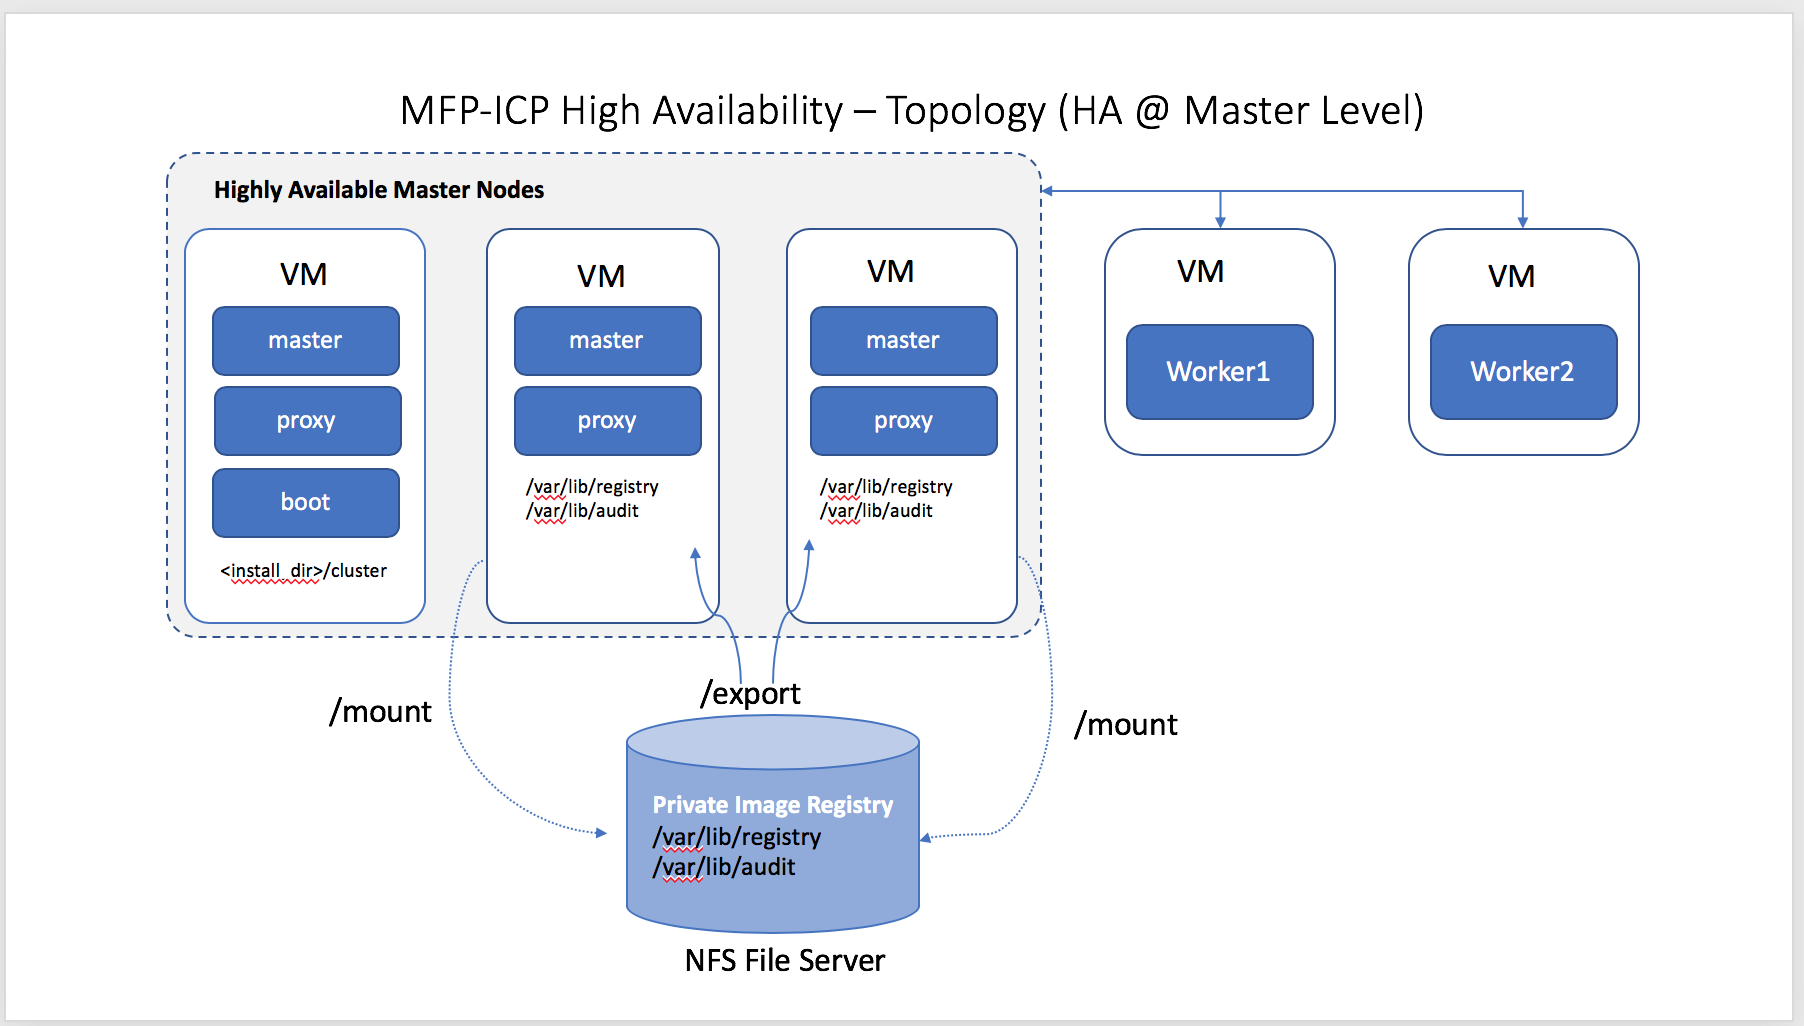 MFP-ICP High Availability – Topology (HA @ Master Level)
Highly Available Master Nodes
VM
master
proxy
boot
<install_dir>/cluster
VM
master
proxy
/var/lib/registry
/var/lib/audit
VM
master
proxy
/var/lib/registry
/var/lib/audit
VM
Worker1
VM
Worker2
/mount
/export
/mount
Private Image Registry
/var/lib/registry
/var/lib/audit
NFS File Server